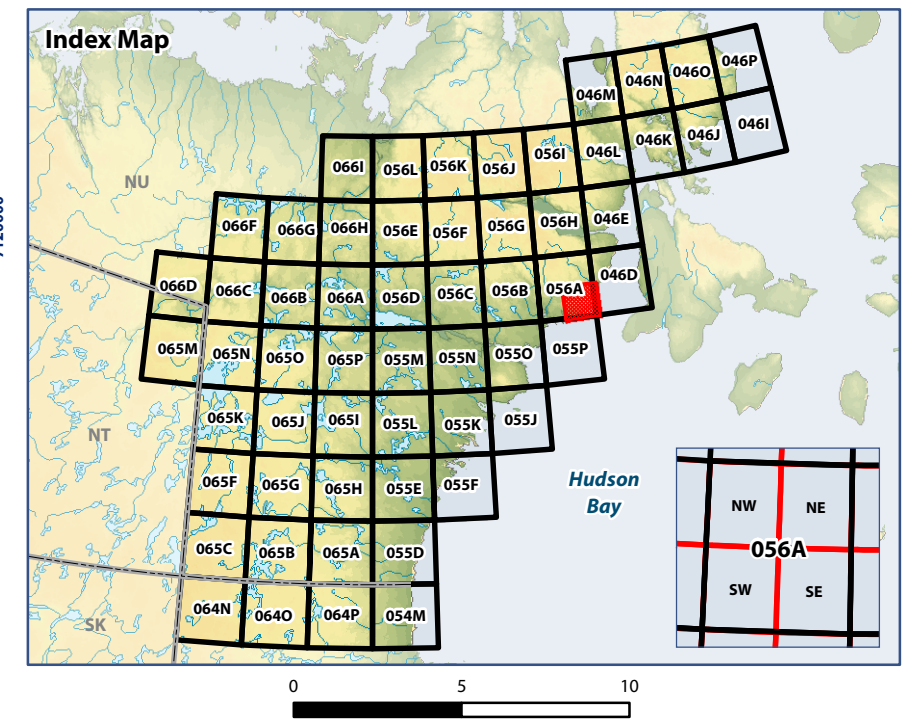 Index Map
046M 046N 046O 046P
066I 056L 056K 056J 056I 046L 046K 046J 046I
NU
066F 066G 066H 056E 056F 056G 056H 046E
066D 066C 066B 066A 056D 056C 056B 056A 046D
065M 065N 065O 065P 055M 055N 055O 055P
NT
065K 065J 065I 055L 055K 055J
065F 065G 065H 055E 055F
Hudson
Bay
065C 065B 065A 055D
064N 064O 064P 054M
SK
NW NE
056A
SW SE
0 5 10